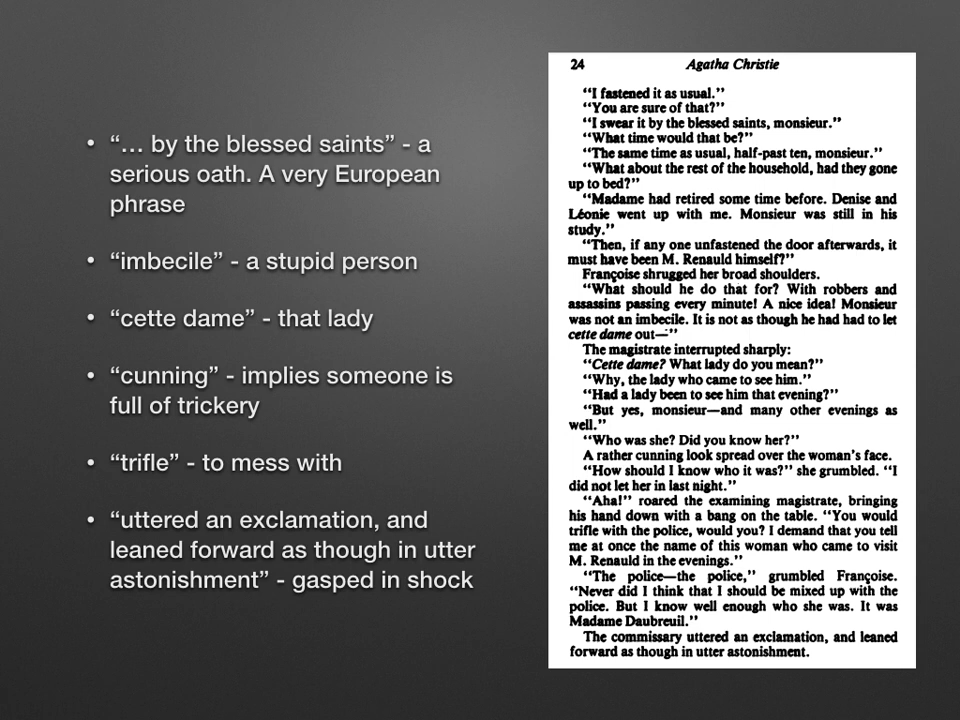 • “… by the blessed saints” - a
serious oath. A very European
phrase
• “imbecile” - a stupid person
• “cette dame” - that lady
• “cunning” - implies someone is
full of trickery
• “trifle” - to mess with
• “uttered an exclamation, and
leaned forward as though in utter
astonishment” - gasped in shock
24 Agatha Christie
“I fastened it as usual.”
“You are sure of that?”
“I swear it by the blessed saints, monsieur.”
“What time would that be?”
“The same time as usual, half-past ten, monsieur.”
“What about the rest of the household, had they gone
up to bed?”
“Madame had retired some time before. Denise and
Léonie went up with me. Monsieur was still in his
study.”
“Then, if any one unfastened the door afterwards, it
must have been M. Renauld himself?”
Françoise shrugged her broad shoulders.
“What should he do that for? With robbers and
assassins passing every minute! A nice idea! Monsieur
was not an imbecile. It is not as though he had had to let
cette dame out—”
The magistrate interrupted sharply:
“Cette dame? What lady do you mean?”
“Why, the lady who came to see him.”
“Had a lady been to see him that evening?”
“But yes, monsieur—and many other evenings as
well.”
“Who was she? Did you know her?”
A rather cunning look spread over the woman’s face.
“How should I know who it was?” she grumbled. “I
did not let her in last night.”
“Aha!” roared the examining magistrate, bringing
his hand down with a bang on the table. “You would
trifle with the police, would you? I demand that you tell
me at once the name of this woman who came to visit
M. Renauld in the evenings.”
“The police—the police,” grumbled Françoise.
“Never did I think that I should be mixed up with the
police. But I know well enough who she was. It was
Madame Daubreuil.”
The commissary uttered an exclamation, and leaned
forward as though in utter astonishment.